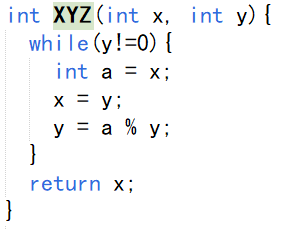 int XYZ(int x, int y){
while(y!=0){
int a = x;
x = y;
y = a % y;
}
return x;
}